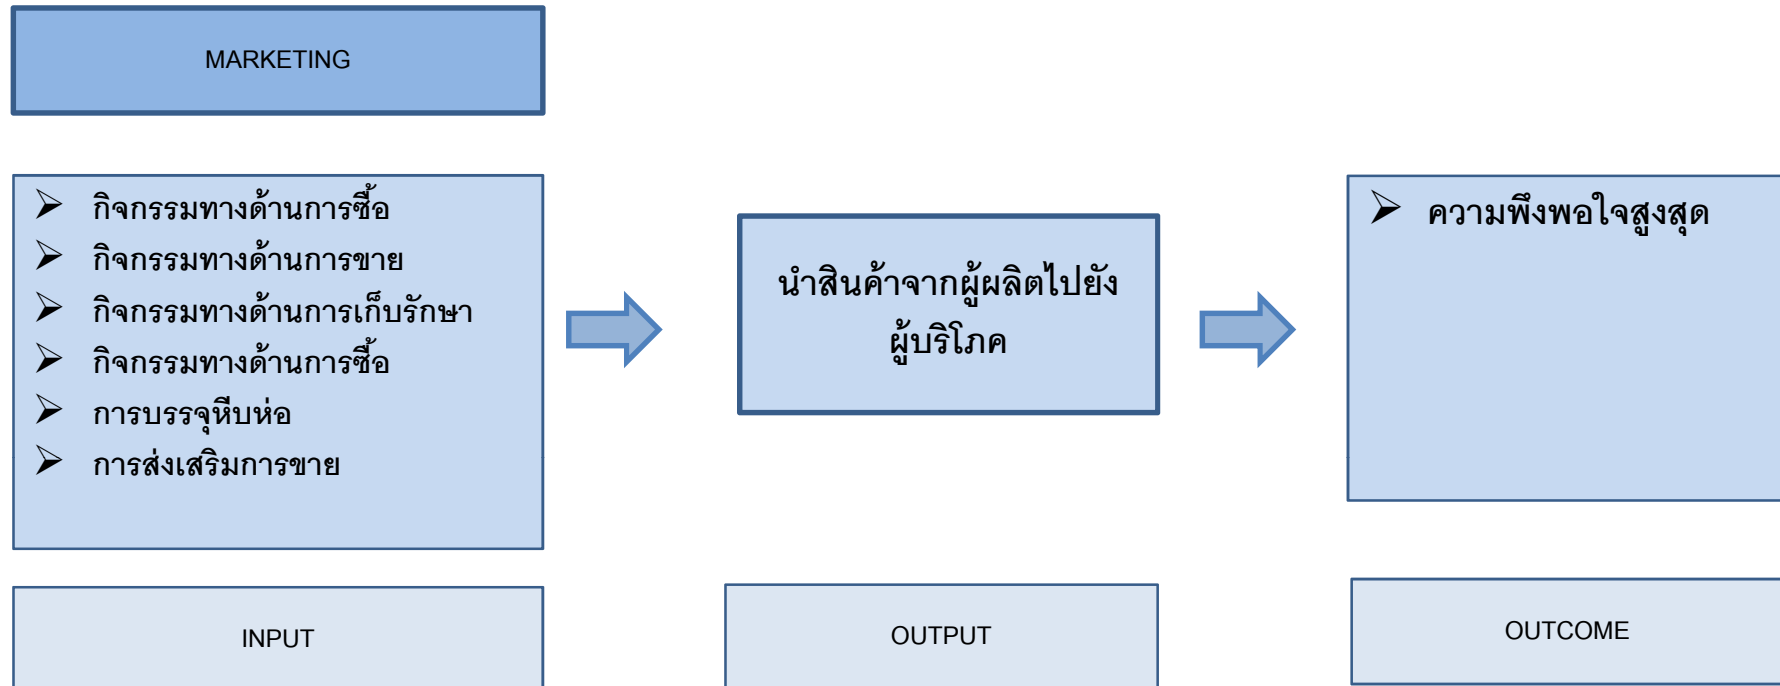 MARKETING
➢ กิจกรรมทางด้านการซื้อ
➢ กิจกรรมทางด้านการขาย
➢ กิจกรรมทางด้านการเก็บรักษา
➢ กิจกรรมทางด้านการซื้อ
➢ การบรรจุหีบห่อ
➢ การส่งเสริมการขาย
นำสินค้าจากผู้ผลิตไปยัง
ผู้บริโภค
➢ ความพึงพอใจสูงสุด
INPUT
OUTPUT
OUTCOME